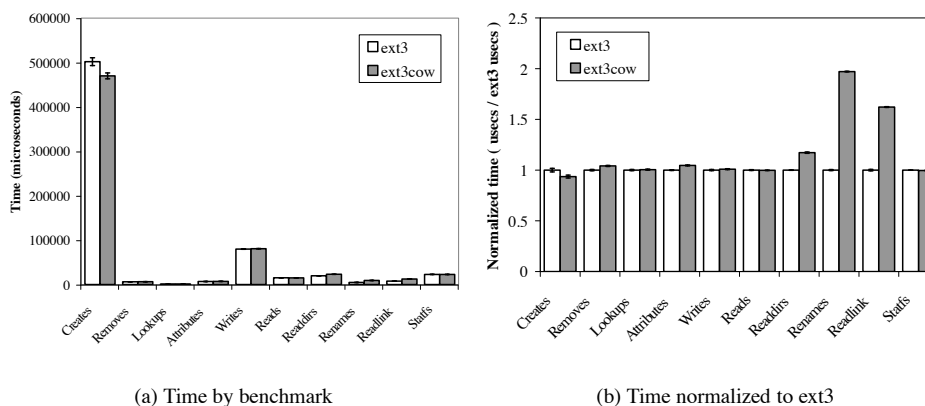 600000
500000
400000
300000
200000
100000
0
Time (microseconds)
ext3
ext3cow
Creates
Removes
Lookups
Attributes
Writes
Reads
Readdirs
Renames
Readlink
Statfs
(a) Time by benchmark
2.5
2
1.5
1
0.5
0
Normalized time ( usecs / ext3 usecs)
ext3
ext3cow
Creates
Removes
Lookups
Attributes
Writes
Reads
Readdirs
Renames
Readlink
Statfs
(b) Time normalized to ext3